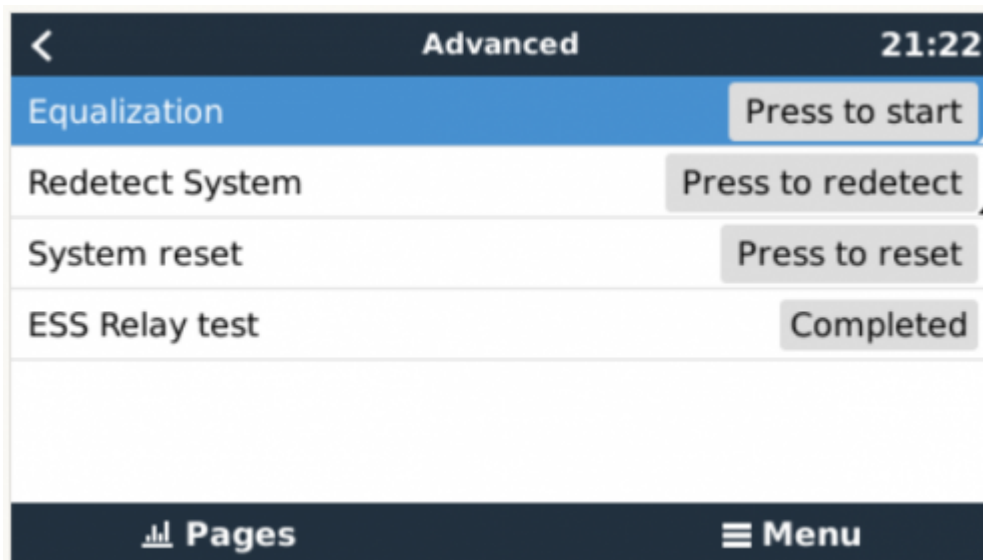 Advanced 21:22
Equalization Press to start
Redetect System Press to redetect
System reset Press to reset
ESS Relay test Completed
Pages Menu